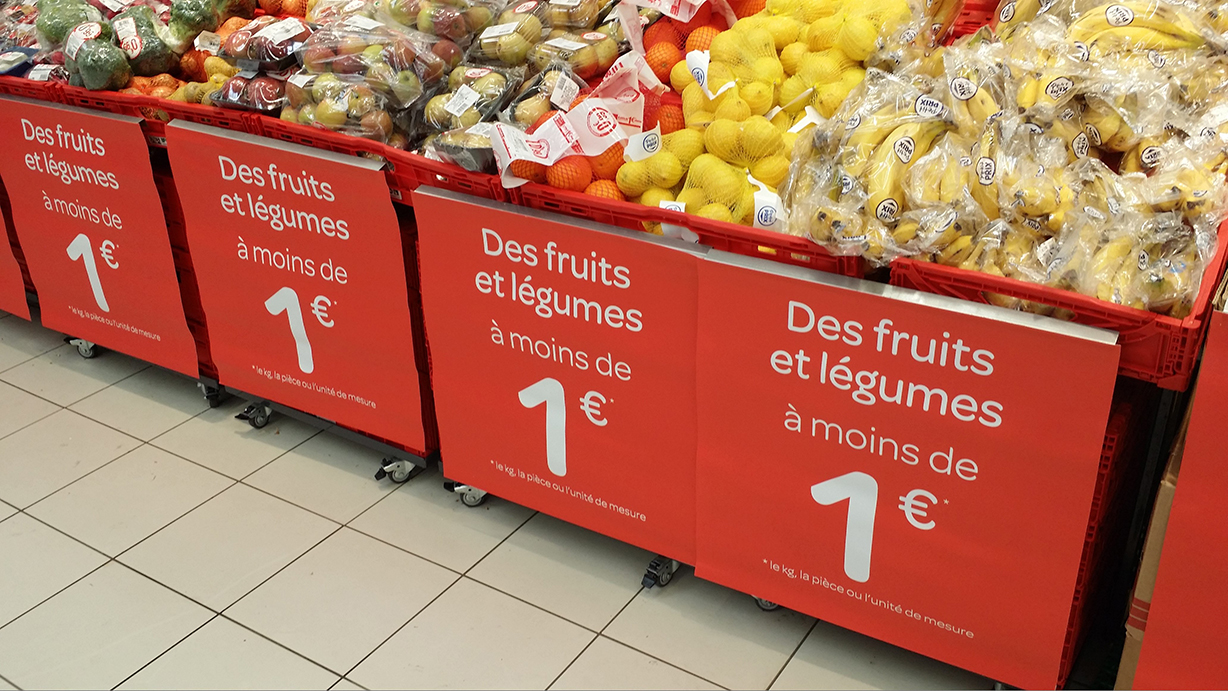 Des fruits
et légumes
à moins de
1€*
*le kg, la pièce ou l'unité de mesure
Des fruits
et légumes
à moins de
1€*
*le kg, la pièce ou l'unité de mesure
Des fruits
et légumes
à moins de
1€*
*le kg, la pièce ou l'unité de mesure
Des fruits
et légumes
à moins de
1€*
*le kg, la pièce ou l'unité de mesure
PRIX
PRIX